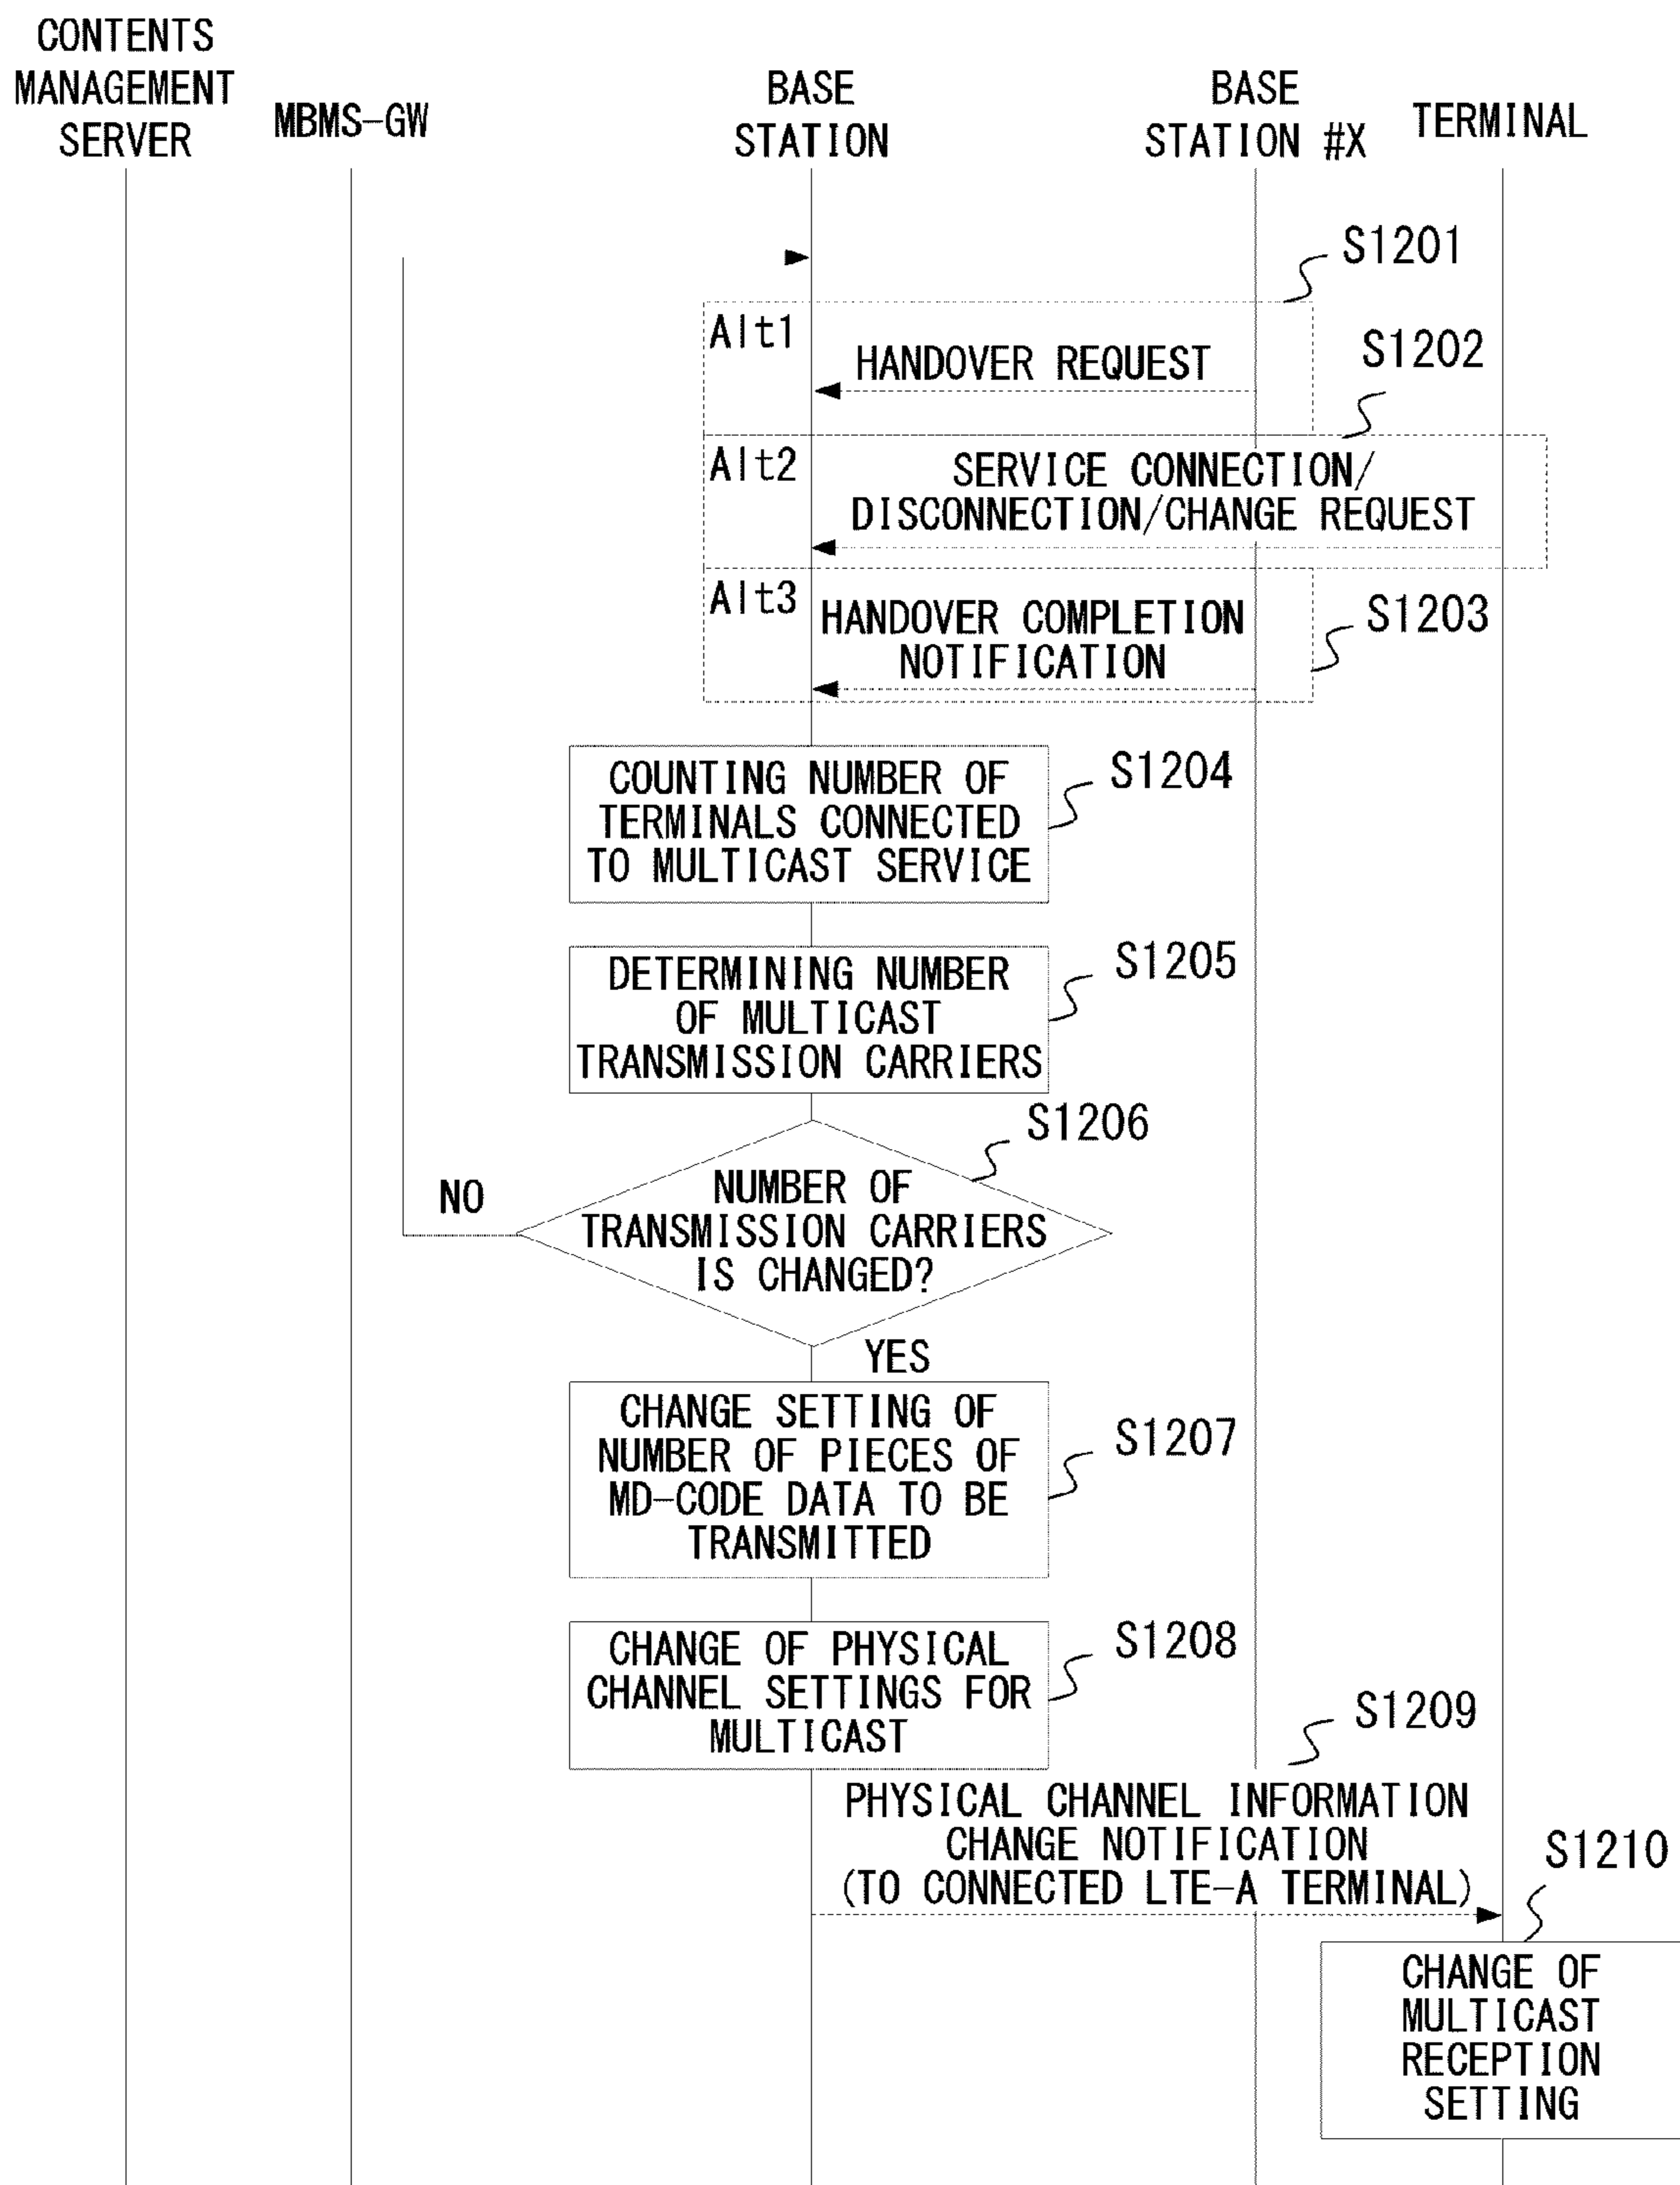 CONTENTS
MANAGEMENT
SERVER
MBMS-GW
BASE
STATION
BASE
STATION #X
TERMINAL
S1201
Alt1
HANDOVER REQUEST
S1202
Alt2
SERVICE CONNECTION/
DISCONNECTION/CHANGE REQUEST
Alt3
HANDOVER COMPLETION
NOTIFICATION
S1203
COUNTING NUMBER OF
TERMINALS CONNECTED
TO MULTICAST SERVICE
S1204
DETERMINING NUMBER
OF MULTICAST
TRANSMISSION CARRIERS
S1205
S1206
NO
NUMBER OF
TRANSMISSION CARRIERS
IS CHANGED?
YES
CHANGE SETTING OF
NUMBER OF PIECES OF
MD-CODE DATA TO BE
TRANSMITTED
S1207
CHANGE OF PHYSICAL
CHANNEL SETTINGS FOR
MULTICAST
S1208
S1209
PHYSICAL CHANNEL INFORMATION
CHANGE NOTIFICATION
(TO CONNECTED LTE-A TERMINAL)
S1210
CHANGE OF
MULTICAST
RECEPTION
SETTING